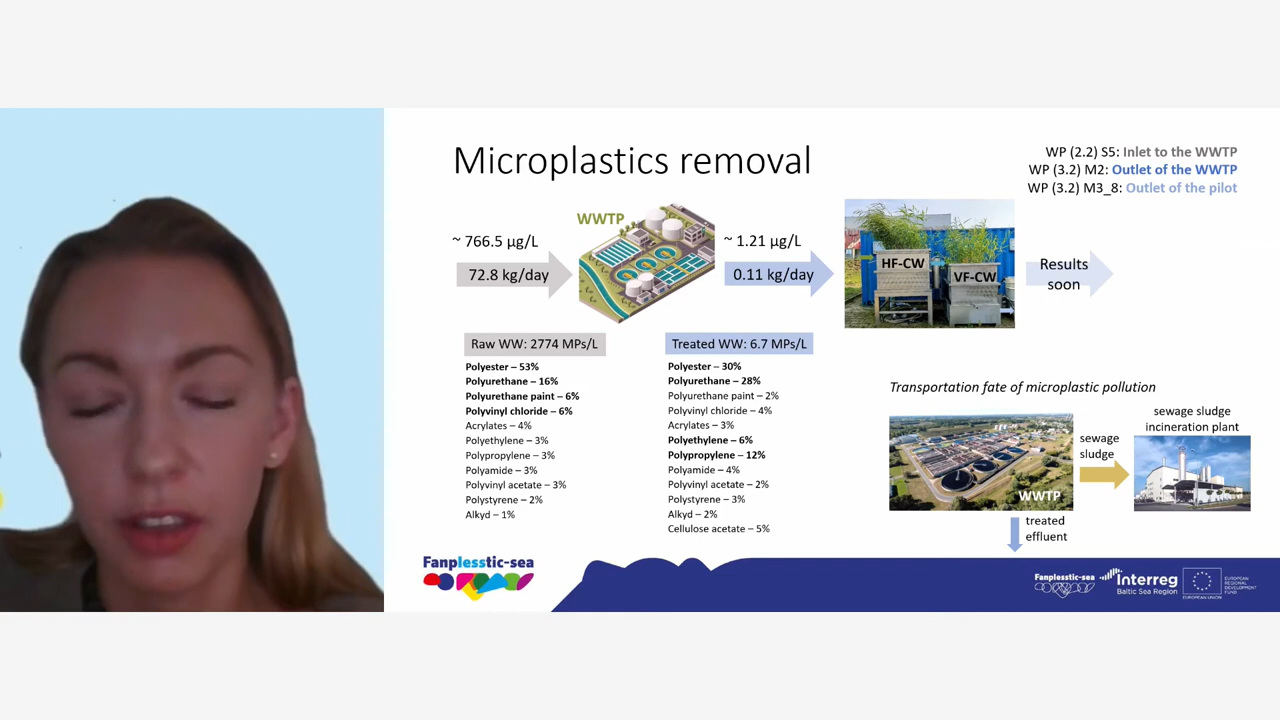 Microplastics removal
WP (2.2) S5: Inlet to the WWTP
WP (3.2) M2: Outlet of the WWTP
WP (3.2) M3_8: Outlet of the pilot
WWTP
~ 766.5 µg/L
72.8 kg/day
~ 1.21 µg/L
0.11 kg/day
HF-CW
VF-CW
Results
soon
Raw WW: 2774 MPs/L
Polyester – 53%
Polyurethane – 16%
Polyurethane paint – 6%
Polyvinyl chloride – 6%
Acrylates – 4%
Polyethylene – 3%
Polypropylene – 3%
Polyamide – 3%
Polyvinyl acetate – 3%
Polystyrene – 2%
Alkyd – 1%
Treated WW: 6.7 MPs/L
Polyester – 30%
Polyurethane – 28%
Polyurethane paint – 2%
Polyvinyl chloride – 4%
Acrylates – 3%
Polyethylene – 6%
Polypropylene – 12%
Polyamide – 4%
Polyvinyl acetate – 2%
Polystyrene – 3%
Alkyd – 2%
Cellulose acetate – 5%
Transportation fate of microplastic pollution
WWTP
sewage
sludge
sewage sludge
incineration plant
treated
effluent
Fanplesstic-sea
Fanplesstic-sea
Interreg
Baltic Sea Region
EUROPEAN UNION
EUROPEAN
REGIONAL
DEVELOPMENT
FUND